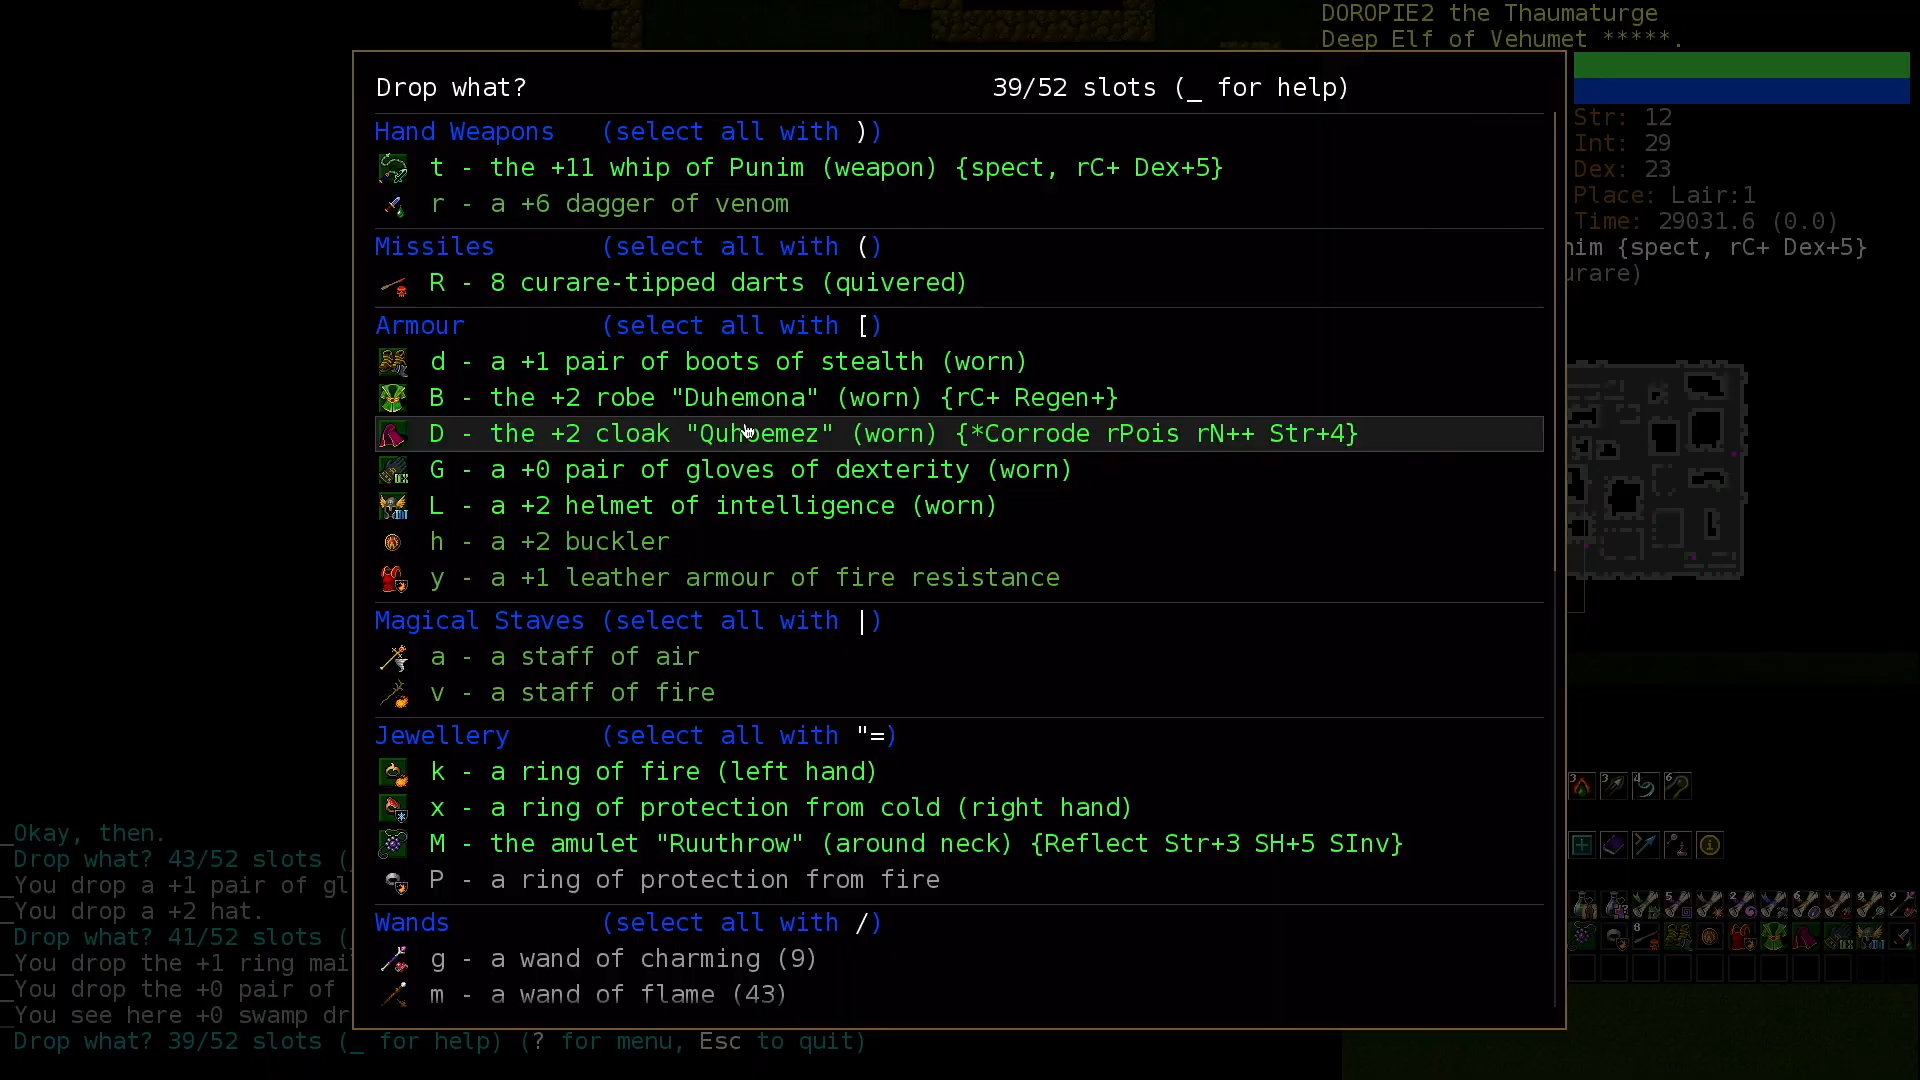 DOROPIE2 the Thaumaturge
Deep Elf of Vehumet *****.
Drop what? 39/52 slots (_ for help)
Hand Weapons (select all with ))
t - the +11 whip of Punim (weapon) {spect, rC+ Dex+5}
r - a +6 dagger of venom
Missiles (select all with ()
R - 8 curare-tipped darts (quivered)
Armour (select all with [)
d - a +1 pair of boots of stealth (worn)
B - the +2 robe "Duhemona" (worn) {rC+ Regen+}
D - the +2 cloak "Quhoemez" (worn) {*Corrode rPois rN++ Str+4}
G - a +0 pair of gloves of dexterity (worn)
L - a +2 helmet of intelligence (worn)
h - a +2 buckler
y - a +1 leather armour of fire resistance
Magical Staves (select all with |)
a - a staff of air
v - a staff of fire
Jewellery (select all with "=)
k - a ring of fire (left hand)
x - a ring of protection from cold (right hand)
M - the amulet "Ruuthrow" (around neck) {Reflect Str+3 SH+5 SInv}
P - a ring of protection from fire
Wands (select all with /)
g - a wand of charming (9)
m - a wand of flame (43)
Str: 12
Int: 29
Dex: 23
Place: Lair:1
Time: 29031.6 (0.0)
nim {spect, rC+ Dex+5}
urare)
_Okay, then.
Drop what? 43/52 slots (
_You drop a +1 pair of gl
_You drop a +2 hat.
Drop what? 41/52 slots (
_You drop the +1 ring mai
_You drop the +0 pair of
_You see here +0 swamp dr
Drop what? 39/52 slots (_ for help) (? for menu, Esc to quit)